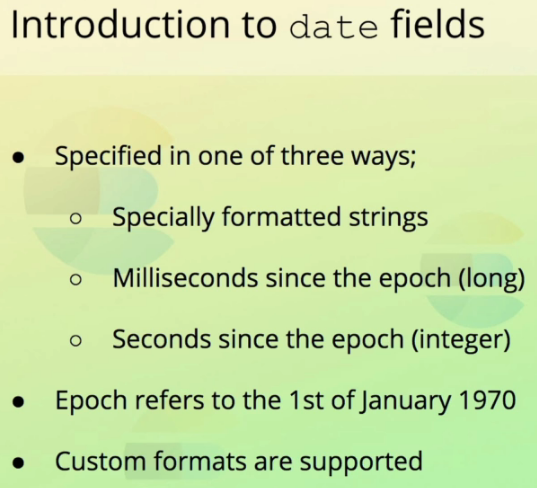 Introduction to date fields
● Specified in one of three ways;
○ Specially formatted strings
○ Milliseconds since the epoch (long)
○ Seconds since the epoch (integer)
● Epoch refers to the 1st of January 1970
● Custom formats are supported